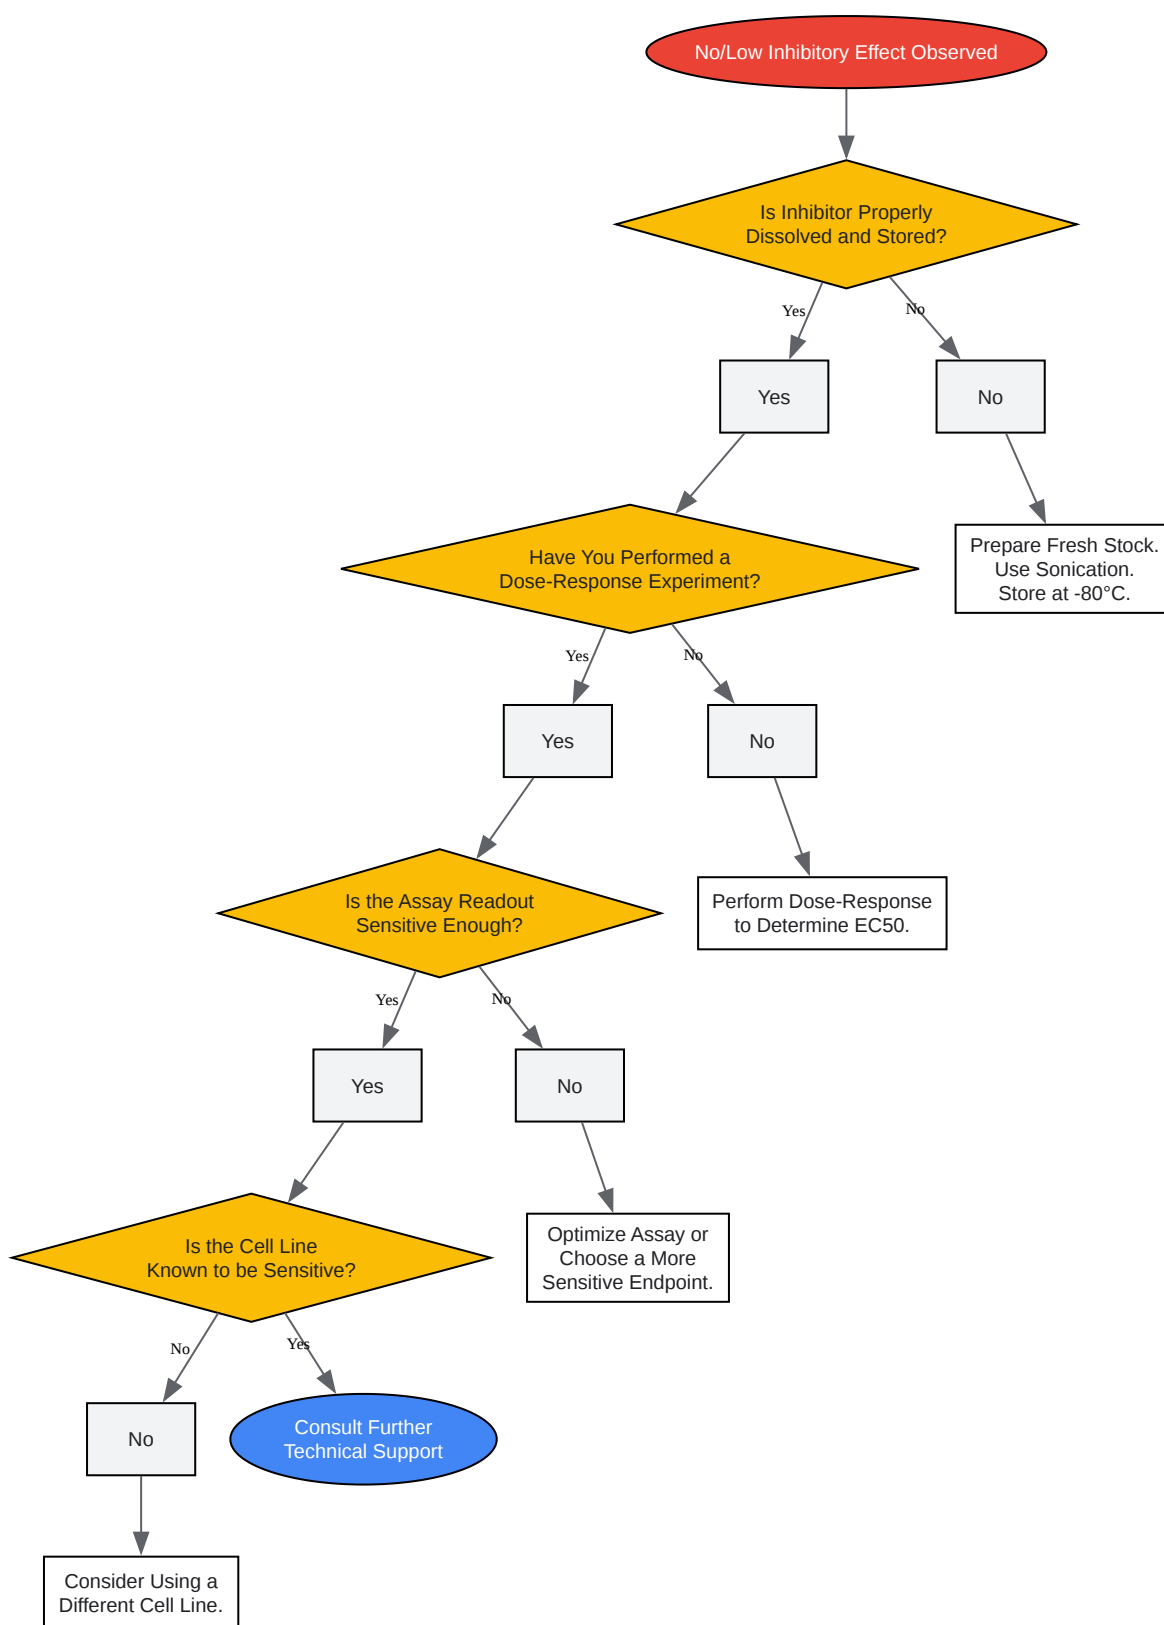 No/Low Inhibitory Effect Observed
Is Inhibitor Properly
Dissolved and Stored?
Yes
No
Yes
No
Have You Performed a
Dose-Response Experiment?
Prepare Fresh Stock.
Use Sonication.
Store at -80°C.
Yes
No
Yes
No
Is the Assay Readout
Sensitive Enough?
Perform Dose-Response
to Determine EC50.
Yes
No
Yes
No
Is the Cell Line
Known to be Sensitive?
Optimize Assay or
Choose a More
Sensitive Endpoint.
No
Yes
No
Consult Further
Technical Support
Consider Using a
Different Cell Line.